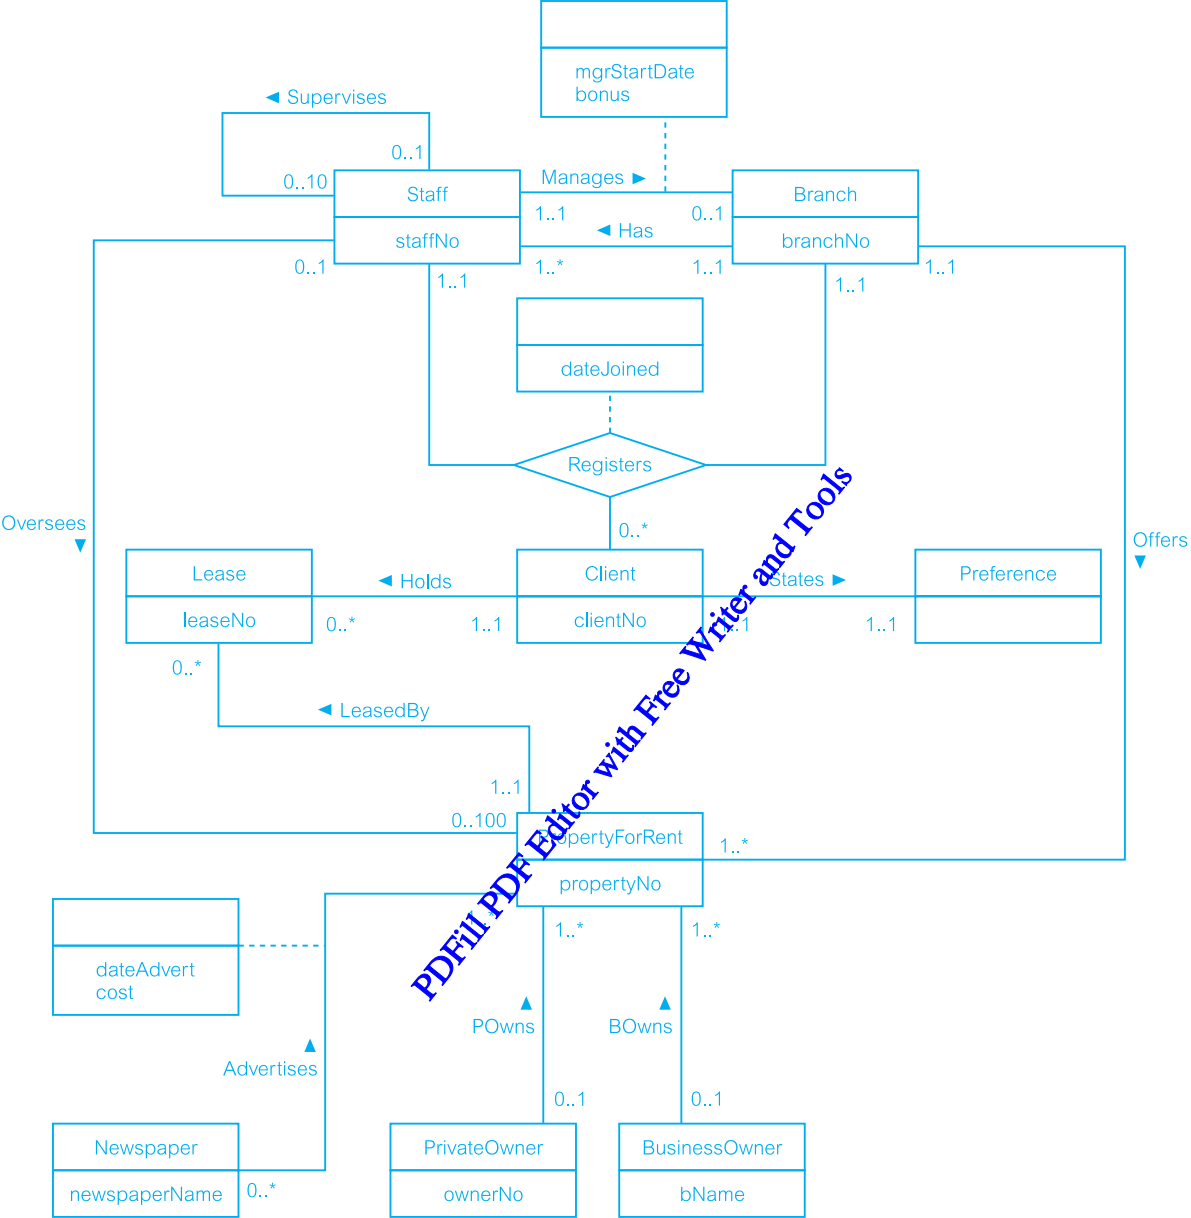 mgrStartDate
bonus
◄ Supervises
0..1
0..10
Staff
Manages ►
Branch
1..1
0..1
◄ Has
staffNo
branchNo
0..1
1..*
1..1
1..1
1..1
1..1
dateJoined
Registers
Oversees
▼
0..*
Offers
▼
Lease
◄ Holds
Client
States ►
Preference
leaseNo
0..*
1..1
clientNo
1..1
0..*
◄ LeasedBy
1..1
0..100
PropertyForRent
1..*
propertyNo
1..*
1..*
dateAdvert
cost
▲
POwns
▲
BOwns
▲
Advertises
0..1
0..1
Newspaper
PrivateOwner
BusinessOwner
newspaperName
0..*
ownerNo
bName
PDFill PDF Editor with Free Writer and Tools